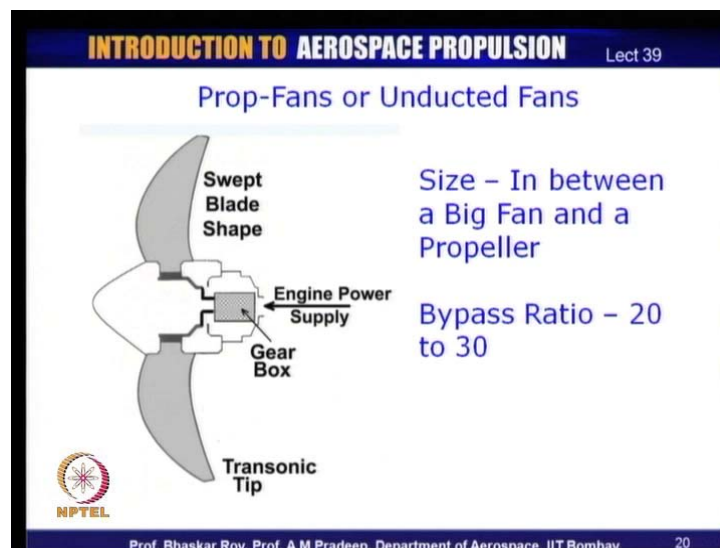 INTRODUCTION TO AEROSPACE PROPULSION Lect 39
Prop-Fans or Unducted Fans
Swept
Blade
Shape
Engine Power
Supply
Gear
Box
Transonic
Tip
Size – In between
a Big Fan and a
Propeller
Bypass Ratio – 20
to 30
NPTEL
Prof. Bhaskar Roy, Prof. A M Pradeep, Department of Aerospace, IIT Bombay 20